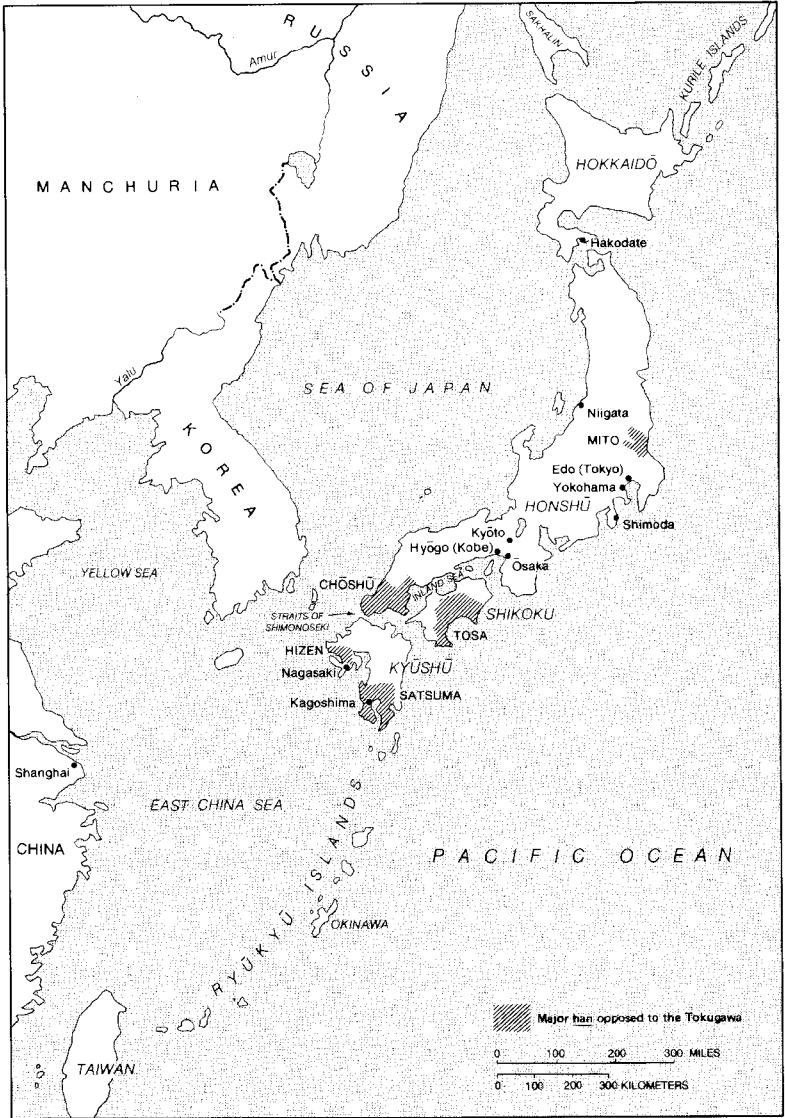 RUSSIA
Amur
SAKHALIN
KURILE ISLANDS
MANCHURIA
HOKKAIDŌ
Hakodate
Yalu
SEA OF JAPAN
KOREA
Niigata
MITO
Edo (Tokyo)
Yokohama
HONSHŪ
Shimoda
Kyōto
Hyōgo (Kobe)
Ōsaka
YELLOW SEA
CHŌSHŪ
INLAND SEA
STRAITS OF
SHIMONOSEKI
SHIKOKU
TOSA
HIZEN
KYŪSHŪ
Nagasaki
SATSUMA
Kagoshima
Shanghai
EAST CHINA SEA
CHINA
PACIFIC OCEAN
RYŪKYŪ ISLANDS
OKINAWA
TAIWAN
Major han opposed to the Tokugawa
0 100 200 300 MILES
0 100 200 300 KILOMETERS